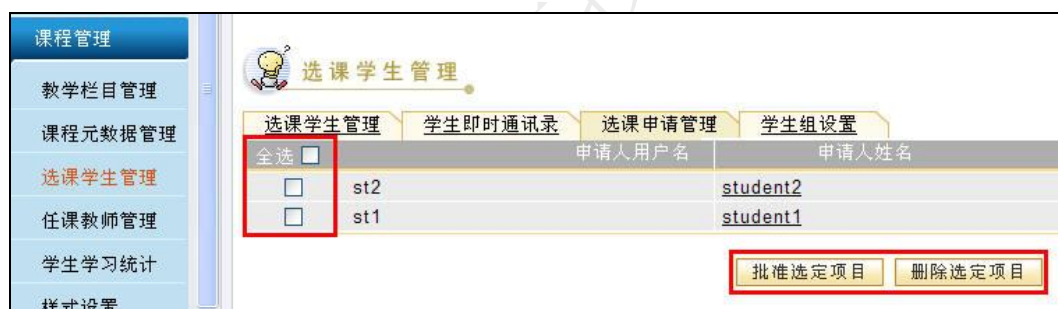 课程管理
教学栏目管理
课程元数据管理
选课学生管理
任课教师管理
学生学习统计
样式设置
选课学生管理
选课学生管理 学生即时通讯录 选课申请管理 学生组设置
全选 申请人用户名 申请人姓名
st2 student2
st1 student1
批准选定项目 删除选定项目